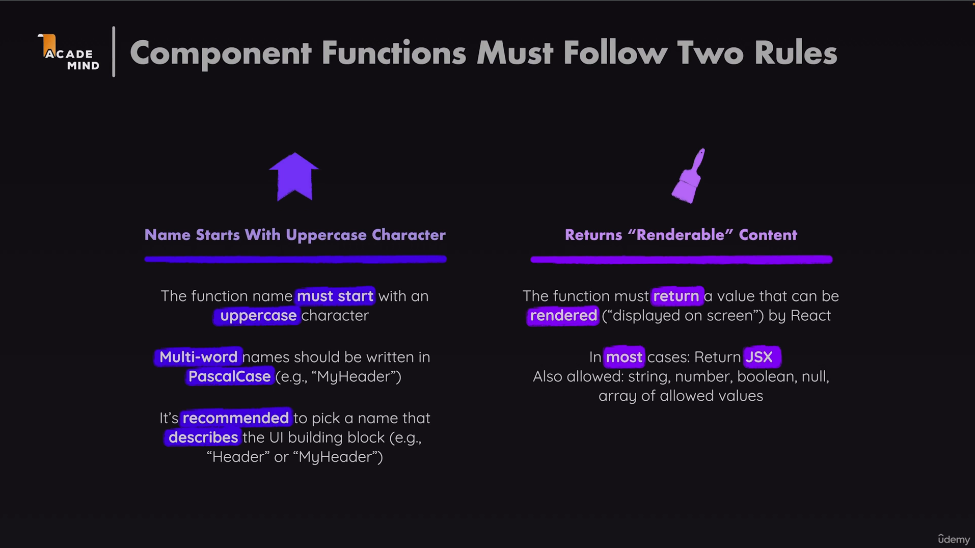 ACADE
MIND
Component Functions Must Follow Two Rules
Name Starts With Uppercase Character
The function name must start with an
uppercase character
Multi-word names should be written in
PascalCase (e.g., “MyHeader”)
It’s recommended to pick a name that
describes the UI building block (e.g.,
“Header” or “MyHeader”)
Returns “Renderable” Content
The function must return a value that can be
rendered (“displayed on screen”) by React
In most cases: Return JSX
Also allowed: string, number, boolean, null,
array of allowed values
ûdemy